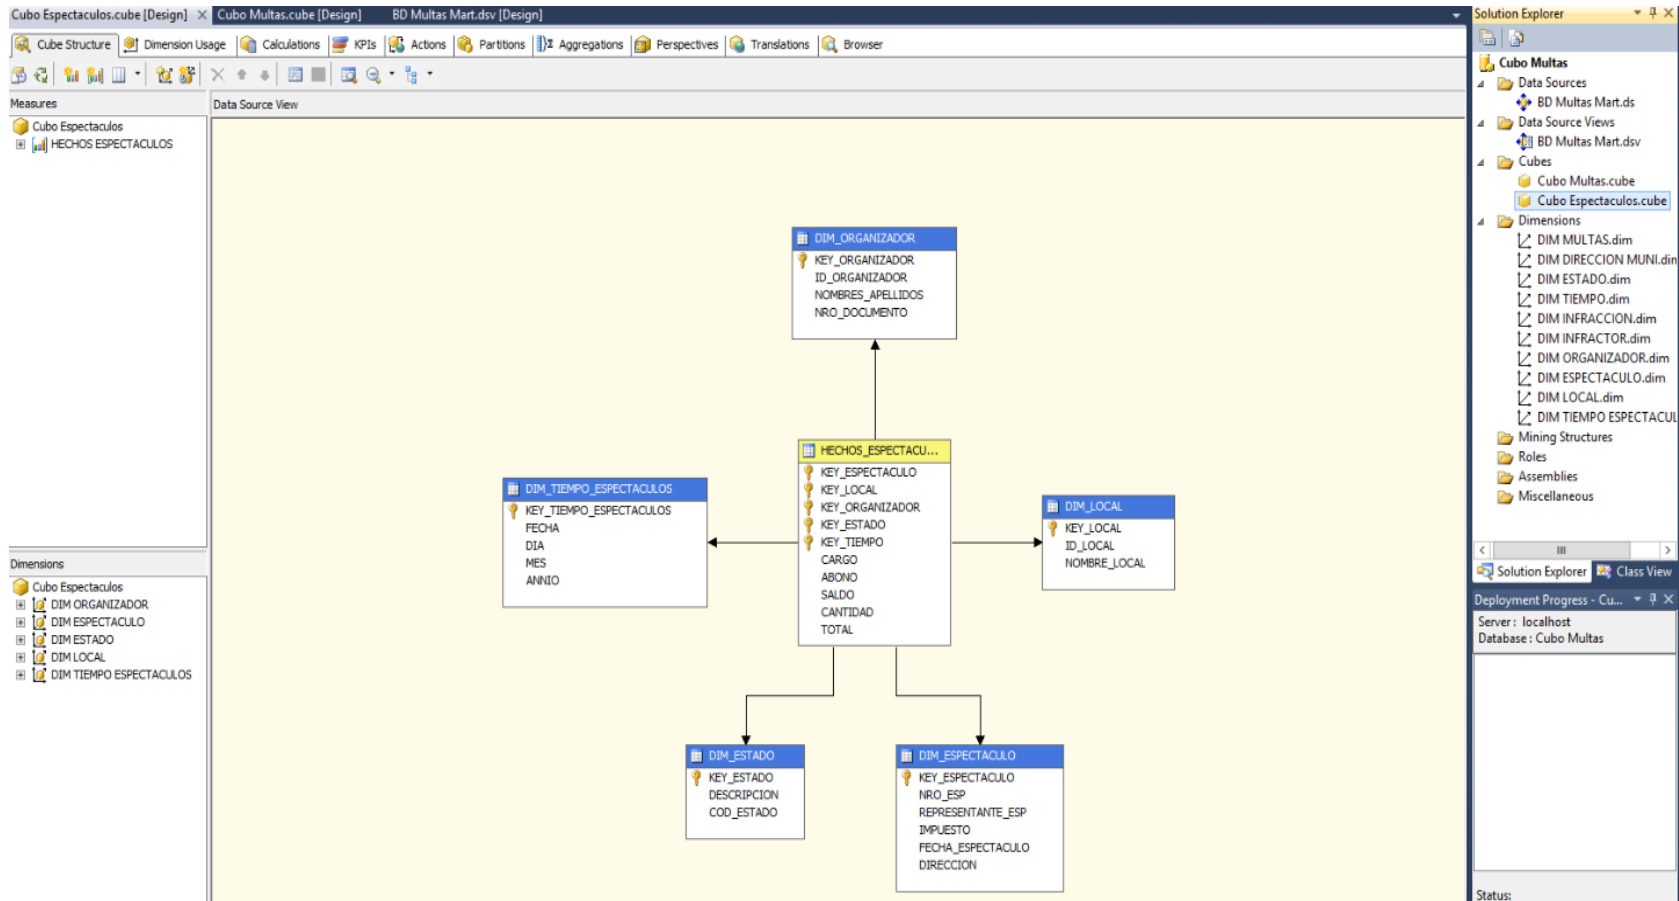 Cubo Espectaculos.cube [Design]
Cubo Multas.cube [Design]
BD Multas Mart.dsv [Design]
Cube Structure
Dimension Usage
Calculations
KPIs
Actions
Partitions
Aggregations
Perspectives
Translations
Browser
Measures
Cubo Espectaculos
HECHOS ESPECTACULOS
Dimensions
Cubo Espectaculos
DIM ORGANIZADOR
DIM ESPECTACULO
DIM ESTADO
DIM LOCAL
DIM TIEMPO ESPECTACULOS
Data Source View
DIM_ORGANIZADOR
KEY_ORGANIZADOR
ID_ORGANIZADOR
NOMBRES_APELLIDOS
NRO_DOCUMENTO
HECHOS_ESPECTACU...
KEY_ESPECTACULO
KEY_LOCAL
KEY_ORGANIZADOR
KEY_ESTADO
KEY_TIEMPO
CARGO
ABONO
SALDO
CANTIDAD
TOTAL
DIM_TIEMPO_ESPECTACULOS
KEY_TIEMPO_ESPECTACULOS
FECHA
DIA
MES
ANNIO
DIM_LOCAL
KEY_LOCAL
ID_LOCAL
NOMBRE_LOCAL
DIM_ESTADO
KEY_ESTADO
DESCRIPCION
COD_ESTADO
DIM_ESPECTACULO
KEY_ESPECTACULO
NRO_ESP
REPRESENTANTE_ESP
IMPUESTO
FECHA_ESPECTACULO
DIRECCION
Solution Explorer
Cubo Multas
Data Sources
BD Multas Mart.ds
Data Source Views
BD Multas Mart.dsv
Cubes
Cubo Multas.cube
Cubo Espectaculos.cube
Dimensions
DIM MULTAS.dim
DIM DIRECCION MUNI.din
DIM ESTADO.dim
DIM TIEMPO.dim
DIM INFRACCION.dim
DIM INFRACTOR.dim
DIM ORGANIZADOR.dim
DIM ESPECTACULO.dim
DIM LOCAL.dim
DIM TIEMPO ESPECTACUL
Mining Structures
Roles
Assemblies
Miscellaneous
Solution Explorer
Class View
Deployment Progress - Cu...
Server : localhost
Database : Cubo Multas
Status: